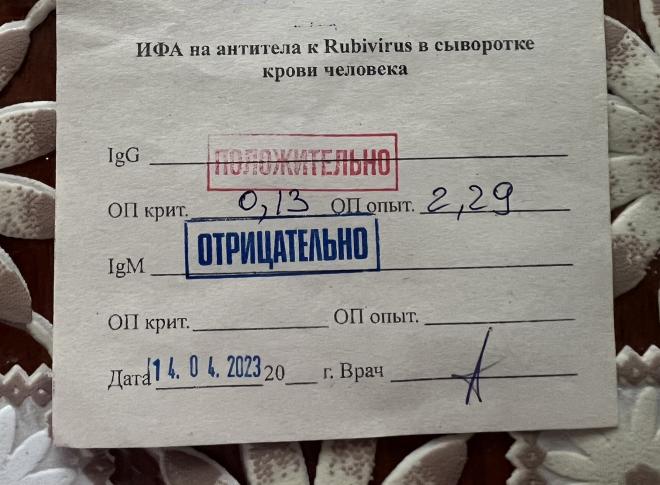 ИФА на антитела к Rubivirus в сыворотке
крови человека
IgG ПОЛОЖИТЕЛЬНО
ОП крит. 0,13 ОП опыт. 2,29
IgM ОТРИЦАТЕЛЬНО
ОП крит. ОП опыт.
Дата 14. 04. 2023 20 г. Врач